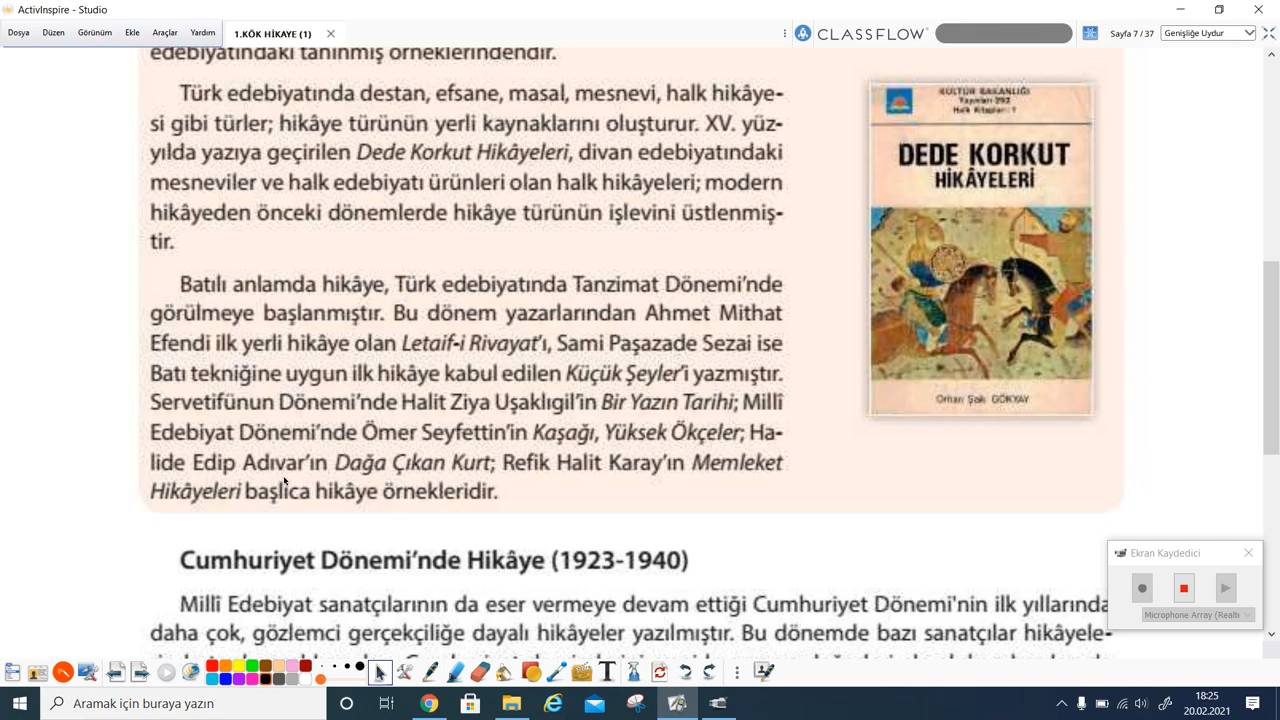 ActivInspire - Studio
Dosya Düzen Görünüm Ekle Araçlar Yardım
1.KÖK HİKAYE (1)
CLASSFLOW
Sayfa 7 / 37
Genişliğe Uydur
edebiyatındaki tanınmış örneklerindendir.
Türk edebiyatında destan, efsane, masal, mesnevi, halk hikâye-
si gibi türler; hikâye türünün yerli kaynaklarını oluşturur. XV. yüz-
yılda yazıya geçirilen Dede Korkut Hikâyeleri, divan edebiyatındaki
mesneviler ve halk edebiyatı ürünleri olan halk hikâyeleri; modern
hikâyeden önceki dönemlerde hikâye türünün işlevini üstlenmiş-
tir.
Batılı anlamda hikâye, Türk edebiyatında Tanzimat Dönemi'nde
görülmeye başlanmıştır. Bu dönem yazarlarından Ahmet Mithat
Efendi ilk yerli hikâye olan Letaif-i Rivayat'ı, Sami Paşazade Sezai ise
Batı tekniğine uygun ilk hikâye kabul edilen Küçük Şeyler'i yazmıştır.
Servetifünun Dönemi'nde Halit Ziya Uşaklıgil'in Bir Yazın Tarihi; Millî
Edebiyat Dönemi'nde Ömer Seyfettin'in Kaşağı, Yüksek Ökçeler; Ha-
lide Edip Adıvar'ın Dağa Çıkan Kurt; Refik Halit Karay'ın Memleket
Hikâyeleri başlıca hikâye örnekleridir.
KÜLTÜR BAKANLIĞI
Yayınları 292
Halk Kitapları : 1
DEDE KORKUT
HİKÂYELERİ
Orhan Şaik GÖKYAY
Cumhuriyet Dönemi'nde Hikâye (1923-1940)
Millî Edebiyat sanatçılarının da eser vermeye devam ettiği Cumhuriyet Dönemi'nin ilk yıllarında
daha çok, gözlemci gerçekçiliğe dayalı hikâyeler yazılmıştır. Bu dönemde bazı sanatçılar hikâyele-
Ekran Kaydedici
Microphone Array (Realte
Aramak için buraya yazın
18:25
20.02.2021